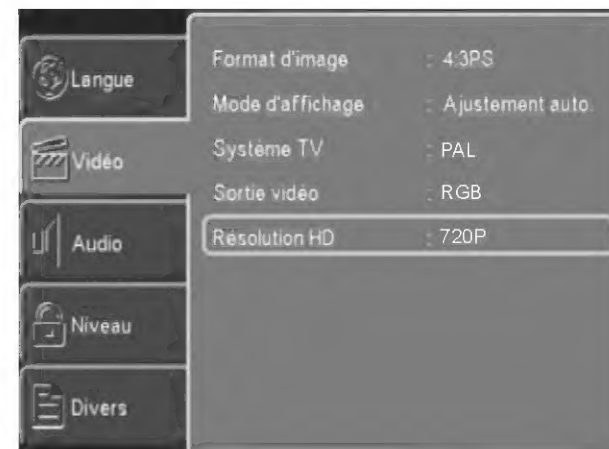 Langue
Vidéo
Audio
Niveau
Divers
Format d'image : 4:3PS
Mode d'affichage : Ajustement auto.
Système TV : PAL
Sortie vidéo : RGB
Résolution HD : 720P